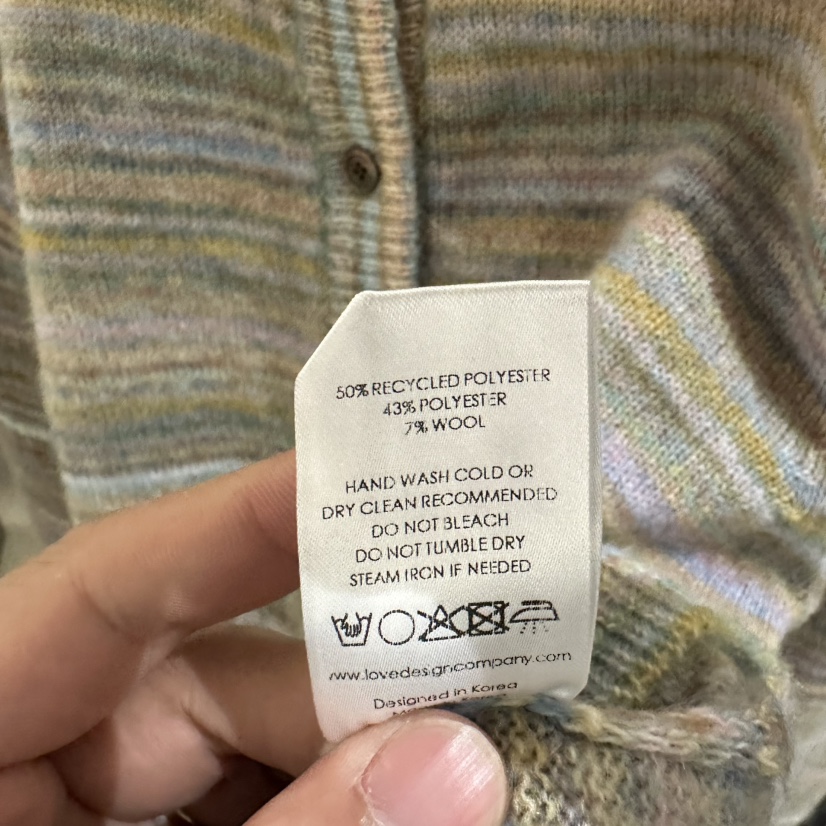 50% RECYCLED POLYESTER
43% POLYESTER
7% WOOL
HAND WASH COLD OR
DRY CLEAN RECOMMENDED
DO NOT BLEACH
DO NOT TUMBLE DRY
STEAM IRON IF NEEDED
www.lovedesigncompany.com
Designed in Korea